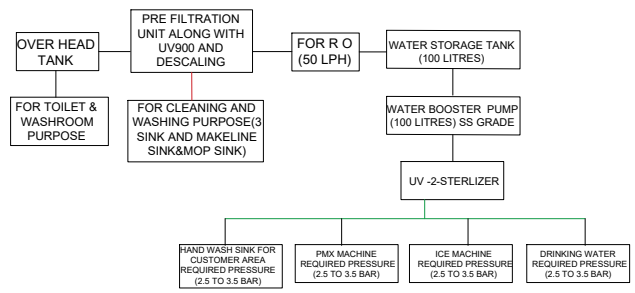 OVER HEAD
TANK
PRE FILTRATION
UNIT ALONG WITH
UV900 AND
DESCALING
FOR R O
(50 LPH)
WATER STORAGE TANK
(100 LITRES)
FOR TOILET &
WASHROOM
PURPOSE
FOR CLEANING AND
WASHING PURPOSE(3
SINK AND MAKELINE
SINK&MOP SINK)
WATER BOOSTER PUMP
(100 LITRES) SS GRADE
UV -2-STERLIZER
HAND WASH SINK FOR
CUSTOMER AREA
REQUIRED PRESSURE
(2.5 TO 3.5 BAR)
PMX MACHINE
REQUIRED PRESSURE
(2.5 TO 3.5 BAR)
ICE MACHINE
REQUIRED PRESSURE
(2.5 TO 3.5 BAR)
DRINKING WATER
REQUIRED PRESSURE
(2.5 TO 3.5 BAR)